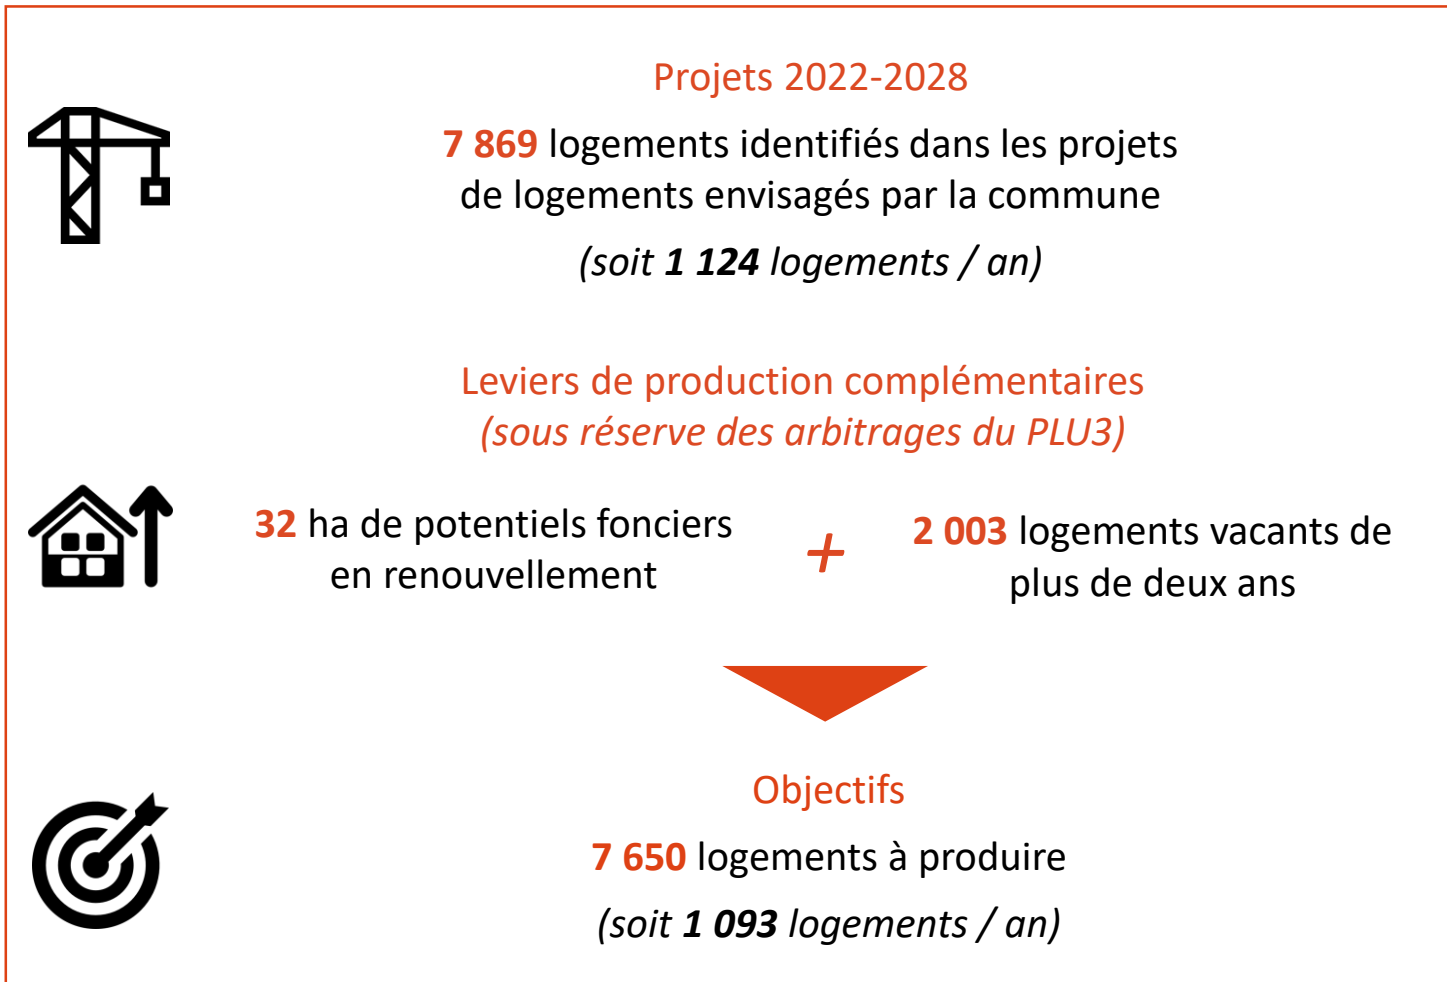 Projets 2022-2028
7 869 logements identifiés dans les projets
de logements envisagés par la commune
(soit 1 124 logements / an)
Leviers de production complémentaires
(sous réserve des arbitrages du PLU3)
32 ha de potentiels fonciers
en renouvellement
+
2 003 logements vacants de
plus de deux ans
Objectifs
7 650 logements à produire
(soit 1 093 logements / an)